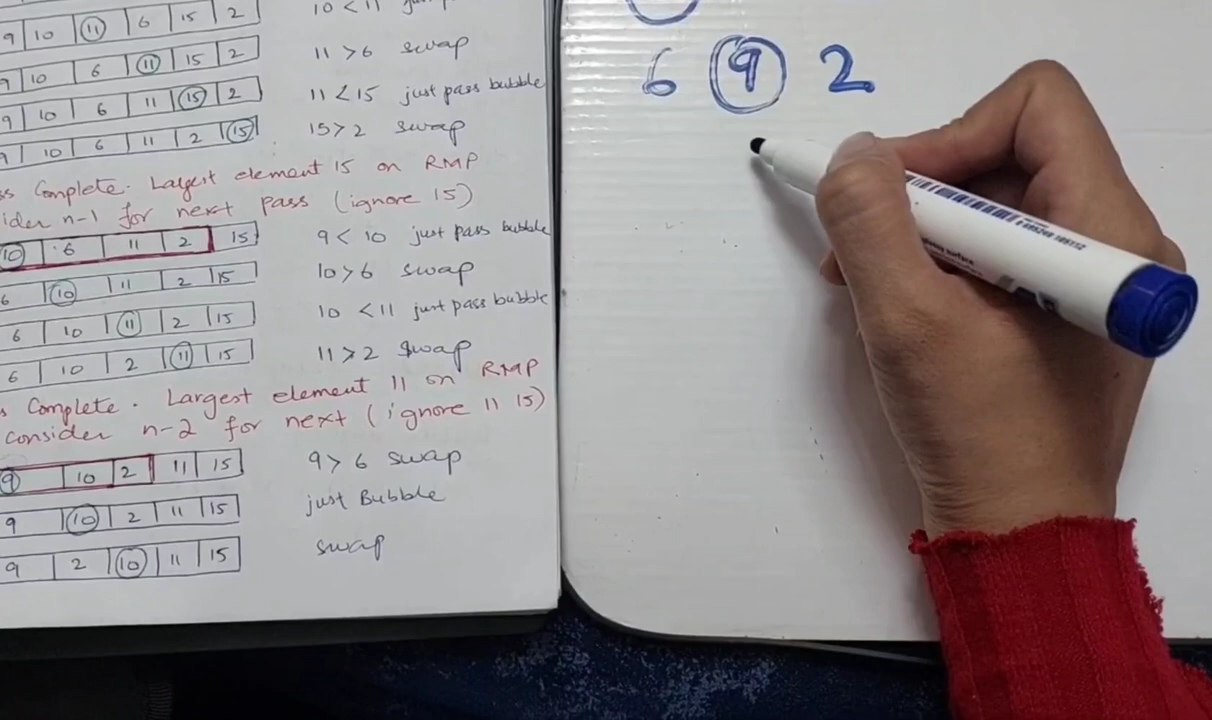 9 10 11 6 15 2 10 < 11
9 10 6 11 15 2 11 > 6 swap
9 10 6 11 15 2 11 < 15 just pass bubble
9 10 6 11 2 15 15 > 2 swap
Complete. Largest element 15 on RMP
n-1 for next pass (ignore 15)
10 6 11 2 15 9 < 10 just pass bubble
6 10 11 2 15 10 > 6 swap
6 10 11 2 15 10 < 11 just pass bubble
6 10 2 11 15 11 > 2 swap
Complete. Largest element 11 on RMP
consider n-2 for next (ignore 11 15)
9 10 2 11 15 9 > 6 swap
9 10 2 11 15 just Bubble
9 2 10 11 15 swap
6 9 2